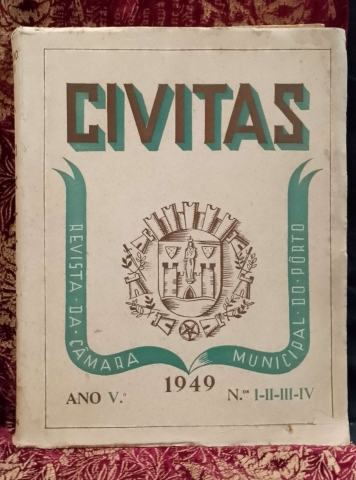 CIVITAS
REVISTA · DA · CÂMARA
MUNICIPAL · DO · PÔRTO
1949
ANO V.º
N.os I-II-III-IV